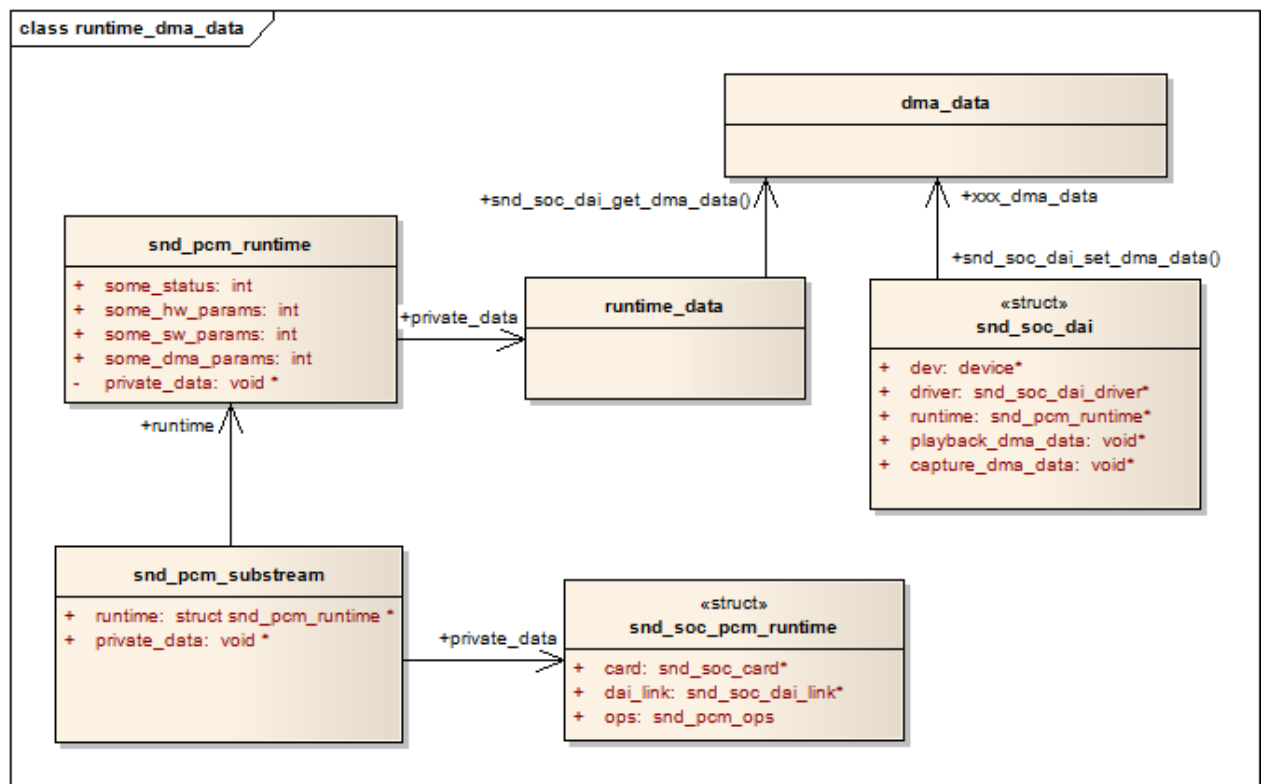 class runtime_dma_data
dma_data
+snd_soc_dai_get_dma_data()
+xxx_dma_data
snd_pcm_runtime
+ some_status: int
+ some_hw_params: int
+ some_sw_params: int
+ some_dma_params: int
- private_data: void *
+private_data
runtime_data
+snd_soc_dai_set_dma_data()
«struct»
snd_soc_dai
+ dev: device*
+ driver: snd_soc_dai_driver*
+ runtime: snd_pcm_runtime*
+ playback_dma_data: void*
+ capture_dma_data: void*
+runtime
snd_pcm_substream
+ runtime: struct snd_pcm_runtime *
+ private_data: void *
+private_data
«struct»
snd_soc_pcm_runtime
+ card: snd_soc_card*
+ dai_link: snd_soc_dai_link*
+ ops: snd_pcm_ops